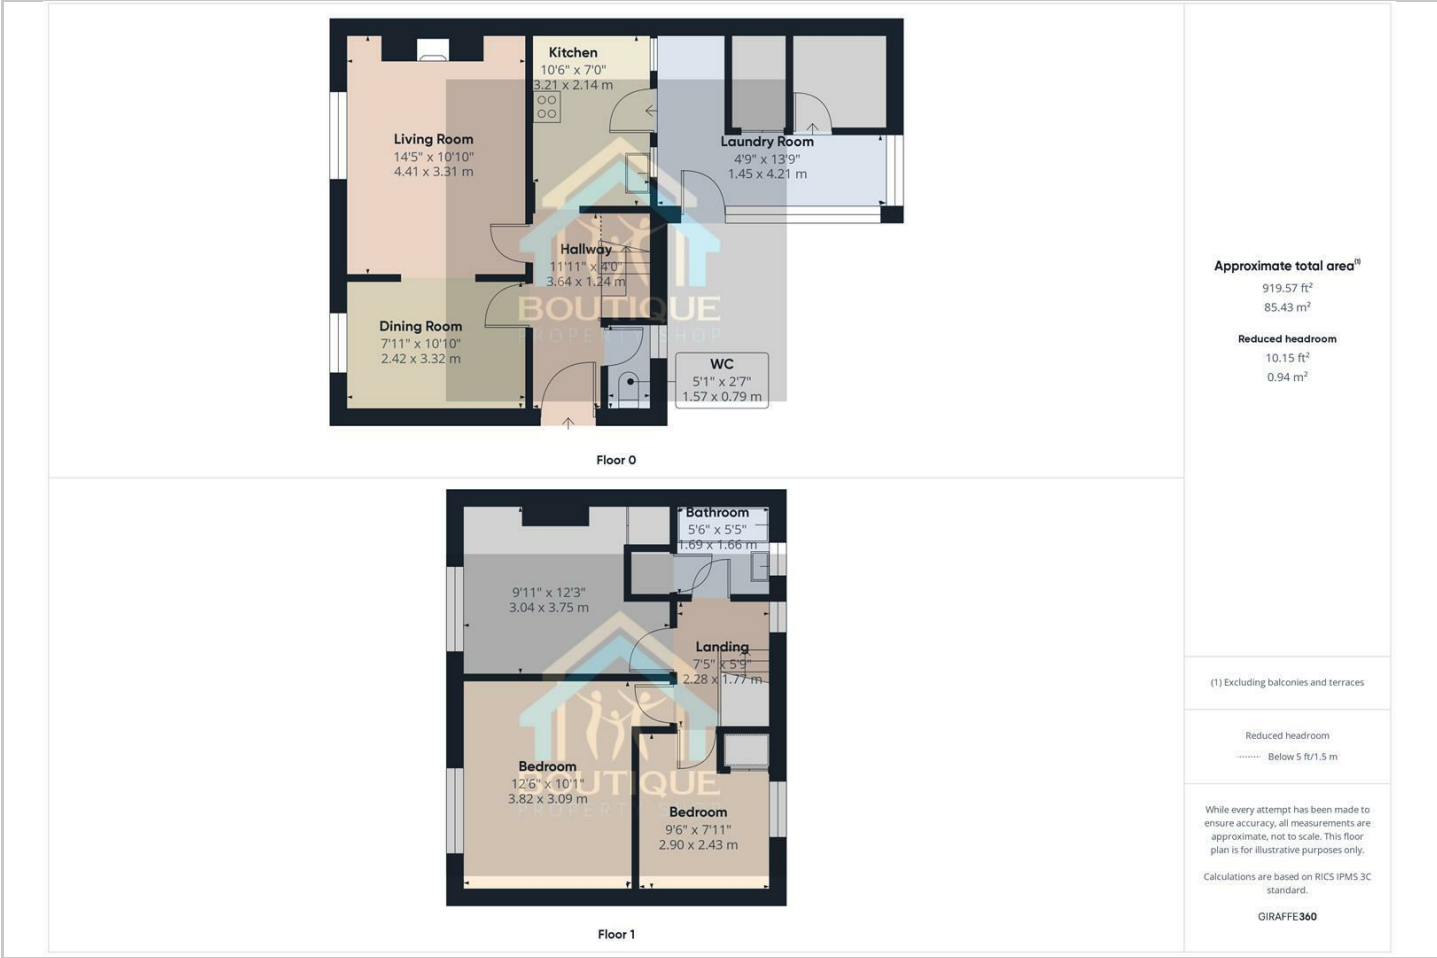 Kitchen
10'6" x 7'0"
3.21 x 2.14 m
Living Room
14'5" x 10'10"
4.41 x 3.31 m
Laundry Room
4'9" x 13'9"
1.45 x 4.21 m
Hallway
11'11" x 4'0"
3.64 x 1.24 m
BOUTIQUE
PROPERTY SHOP
Dining Room
7'11" x 10'10"
2.42 x 3.32 m
WC
5'1" x 2'7"
1.57 x 0.79 m
Floor 0
Bathroom
5'6" x 5'5"
1.69 x 1.66 m
9'11" x 12'3"
3.04 x 3.75 m
Landing
7'5" x 5'9"
2.28 x 1.77 m
Bedroom
12'6" x 10'1"
3.82 x 3.09 m
BOUTIQUE
PROPERTY
Bedroom
9'6" x 7'11"
2.90 x 2.43 m
Floor 1
Approximate total area(1)
919.57 ft²
85.43 m²
Reduced headroom
10.15 ft²
0.94 m²
(1) Excluding balconies and terraces
Reduced headroom
Below 5 ft/1.5 m
While every attempt has been made to
ensure accuracy, all measurements are
approximate, not to scale. This floor
plan is for illustrative purposes only.
Calculations are based on RICS IPMS 3C
standard.
GIRAFFE360